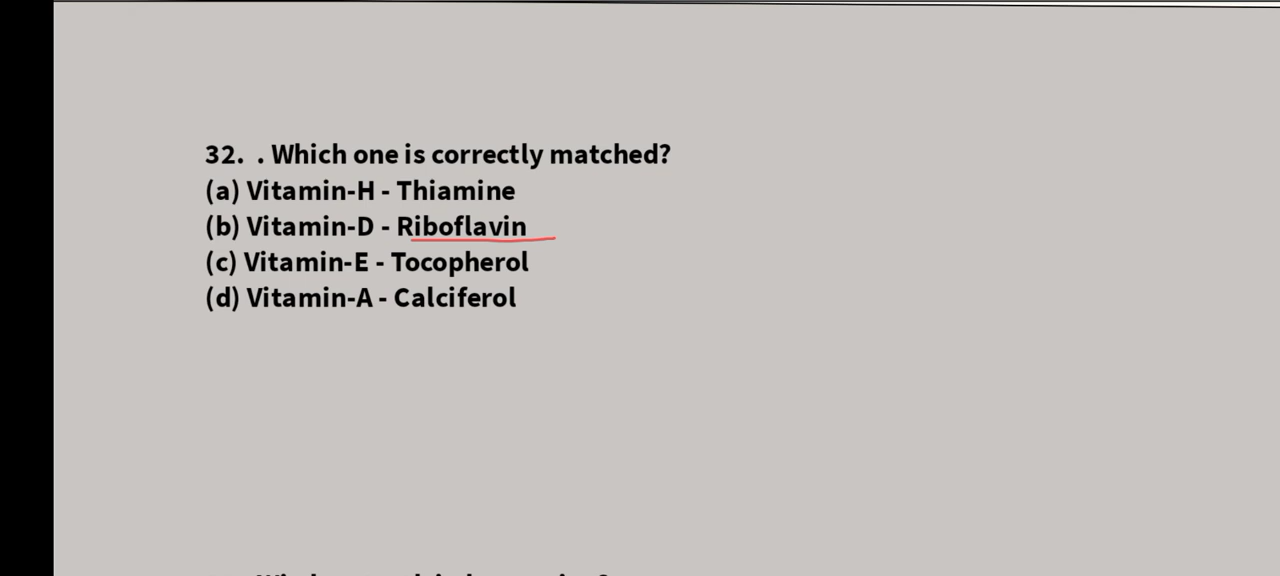 32.  . Which one is correctly matched?
(a) Vitamin-H - Thiamine
(b) Vitamin-D - Riboflavin
(c) Vitamin-E - Tocopherol
(d) Vitamin-A - Calciferol